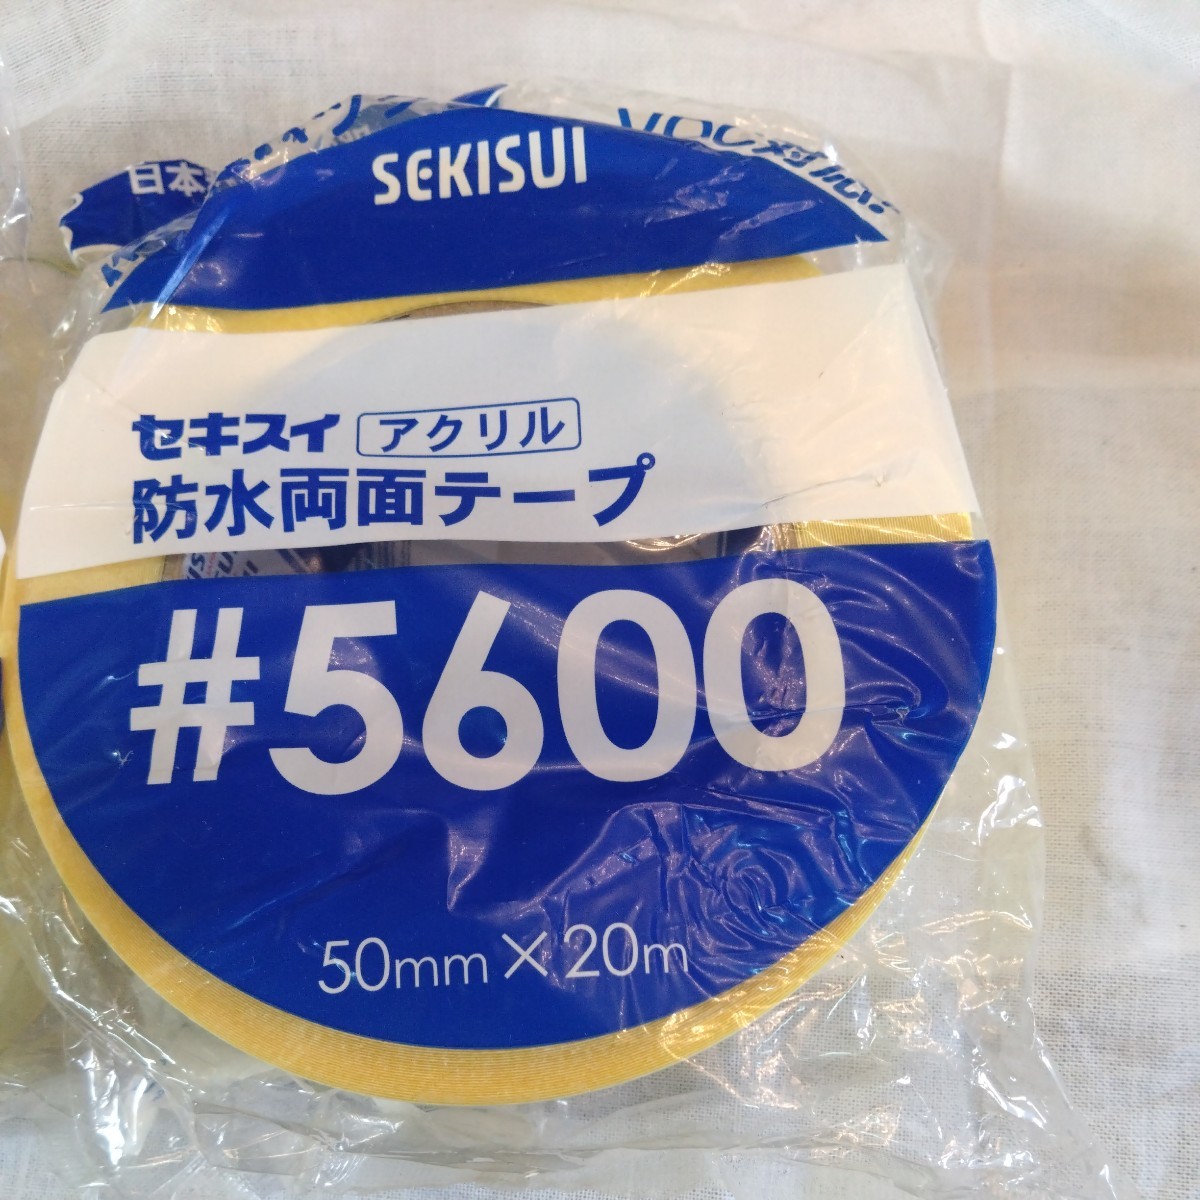 SEKISUI
VOC対応
日本
セキスイ アクリル
防水両面テープ
#5600
50mm×20m